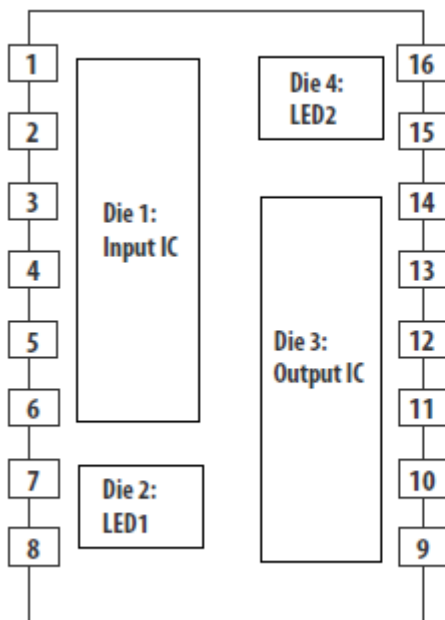 1
2
3
4
5
6
7
8
Die 1:
Input IC
Die 2:
LED1
Die 4:
LED2
Die 3:
Output IC
16
15
14
13
12
11
10
9